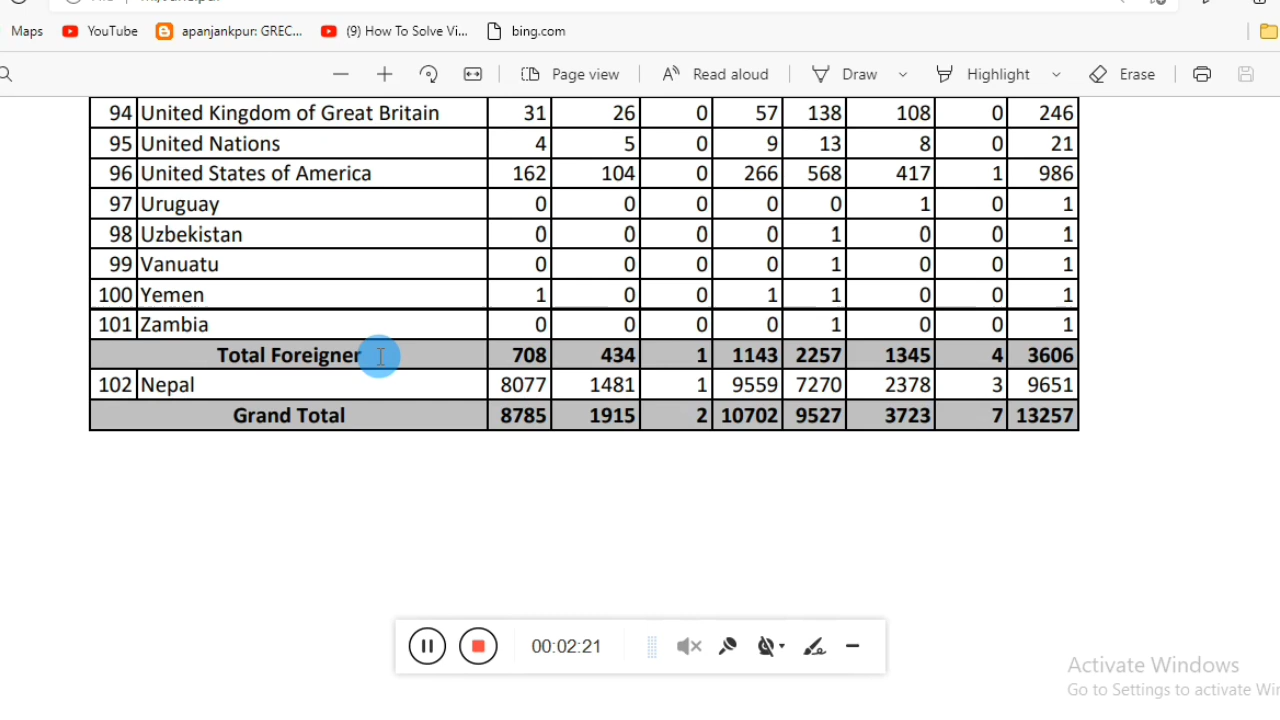 Maps YouTube apanjankpur: GREC... (9) How To Solve Vi... bing.com
Page view Read aloud Draw Highlight Erase
94 United Kingdom of Great Britain 31 26 0 57 138 108 0 246
95 United Nations 4 5 0 9 13 8 0 21
96 United States of America 162 104 0 266 568 417 1 986
97 Uruguay 0 0 0 0 0 1 0 1
98 Uzbekistan 0 0 0 0 1 0 0 1
99 Vanuatu 0 0 0 0 1 0 0 1
100 Yemen 1 0 0 1 1 0 0 1
101 Zambia 0 0 0 0 1 0 0 1
Total Foreigner 708 434 1 1143 2257 1345 4 3606
102 Nepal 8077 1481 1 9559 7270 2378 3 9651
Grand Total 8785 1915 2 10702 9527 3723 7 13257
00:02:21
Activate Windows
Go to Settings to activate Wi